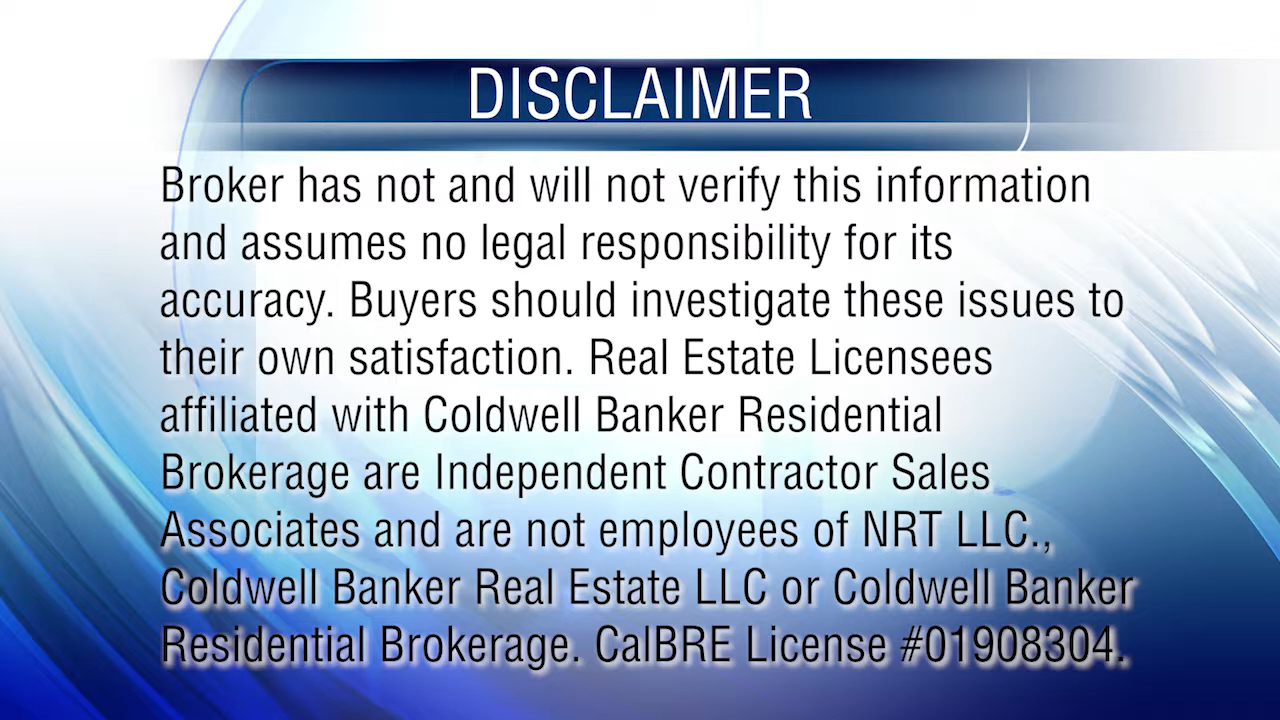 DISCLAIMER
Broker has not and will not verify this information
and assumes no legal responsibility for its
accuracy. Buyers should investigate these issues to
their own satisfaction. Real Estate Licensees
affiliated with Coldwell Banker Residential
Brokerage are Independent Contractor Sales
Associates and are not employees of NRT LLC.,
Coldwell Banker Real Estate LLC or Coldwell Banker
Residential Brokerage. CalBRE License #01908304.